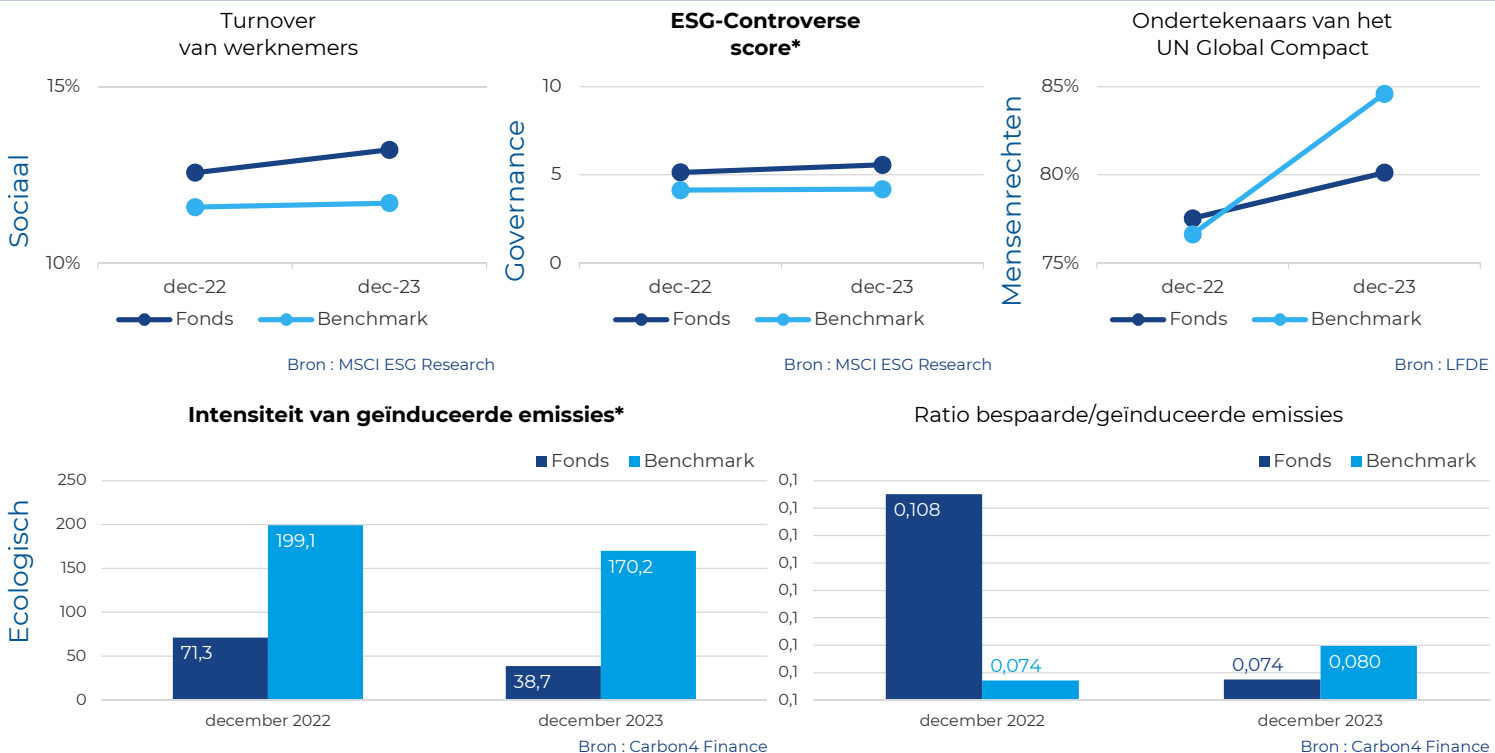 Turnover
van werknemers
15%
10%
Sociaal
dec-22
dec-23
Fonds
Benchmark
Bron : MSCI ESG Research
ESG-Controverse
score*
10
5
0
Governance
dec-22
dec-23
Fonds
Benchmark
Bron : MSCI ESG Research
Ondertekenaars van het
UN Global Compact
85%
80%
75%
Mensenrechten
dec-22
dec-23
Fonds
Benchmark
Bron : LFDE
Intensiteit van geïnduceerde emissies*
Fonds
Benchmark
250
200
150
100
50
0
Ecologisch
71,3
199,1
38,7
170,2
december 2022
december 2023
Bron : Carbon4 Finance
Ratio bespaarde/geïnduceerde emissies
Fonds
Benchmark
0,1
0,1
0,1
0,1
0,1
0,1
0,1
0,1
0,1
0,108
0,074
0,074
0,080
december 2022
december 2023
Bron : Carbon4 Finance